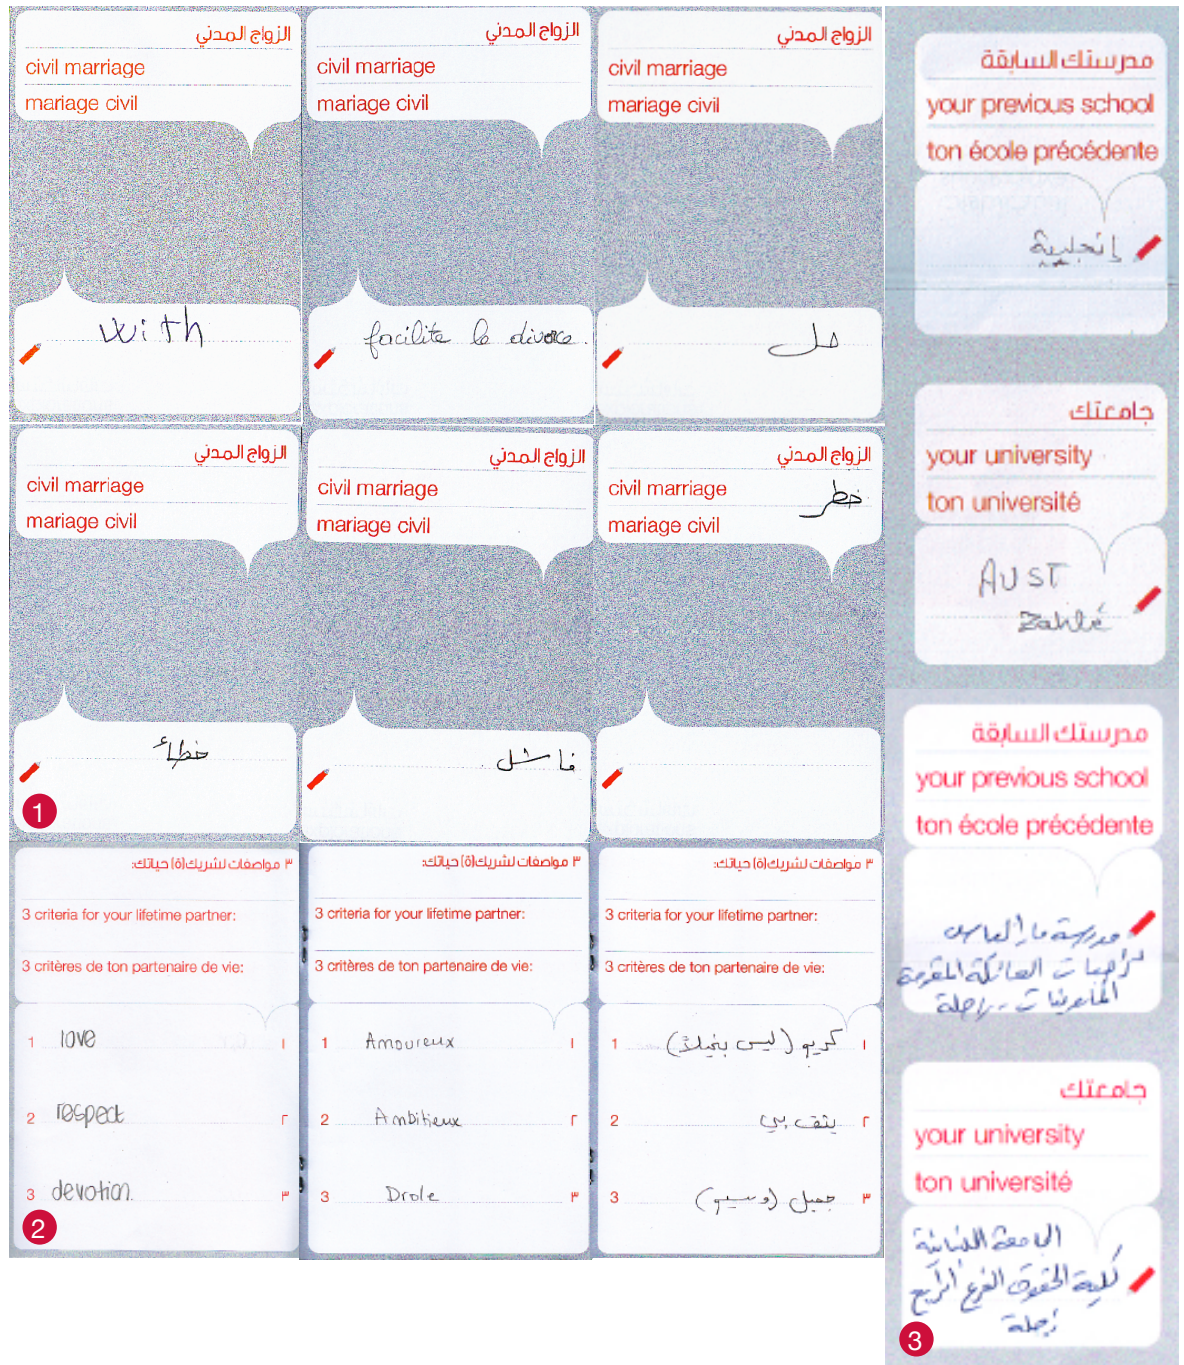 الزواج المدني
civil marriage
mariage civil
with
الزواج المدني
civil marriage
mariage civil
facilite le divorce.
الزواج المدني
civil marriage
mariage civil
حل
الزواج المدني
civil marriage
mariage civil
خطأ
1
الزواج المدني
civil marriage
mariage civil
فاشل
الزواج المدني
civil marriage
mariage civil
خطر
٣ مواصفات لشريك(ة) حياتك:
3 criteria for your lifetime partner:
3 critères de ton partenaire de vie:
1 love ١
2 respect ٢
3 devotion. ٣
2
٣ مواصفات لشريك(ة) حياتك:
3 criteria for your lifetime partner:
3 critères de ton partenaire de vie:
1 Amoureux ١
2 Ambitieux ٢
3 Drole ٣
٣ مواصفات لشريك(ة) حياتك:
3 criteria for your lifetime partner:
3 critères de ton partenaire de vie:
1 كريم (ليس بخيلاً) ١
2 يثق بي ٢
3 جميل (وسيم) ٣
مدرستك السابقة
your previous school
ton école précédente
إنجلية
جامعتك
your university
ton université
AUST
Zahlé
مدرستك السابقة
your previous school
ton école précédente
مدرسة مار الياس
لراهبات العائلة المقدسة
المارونيات - زحلة
جامعتك
your university
ton université
الجامعة اللبنانية
كلية الحقوق الفرع الرابع
زحلة
3